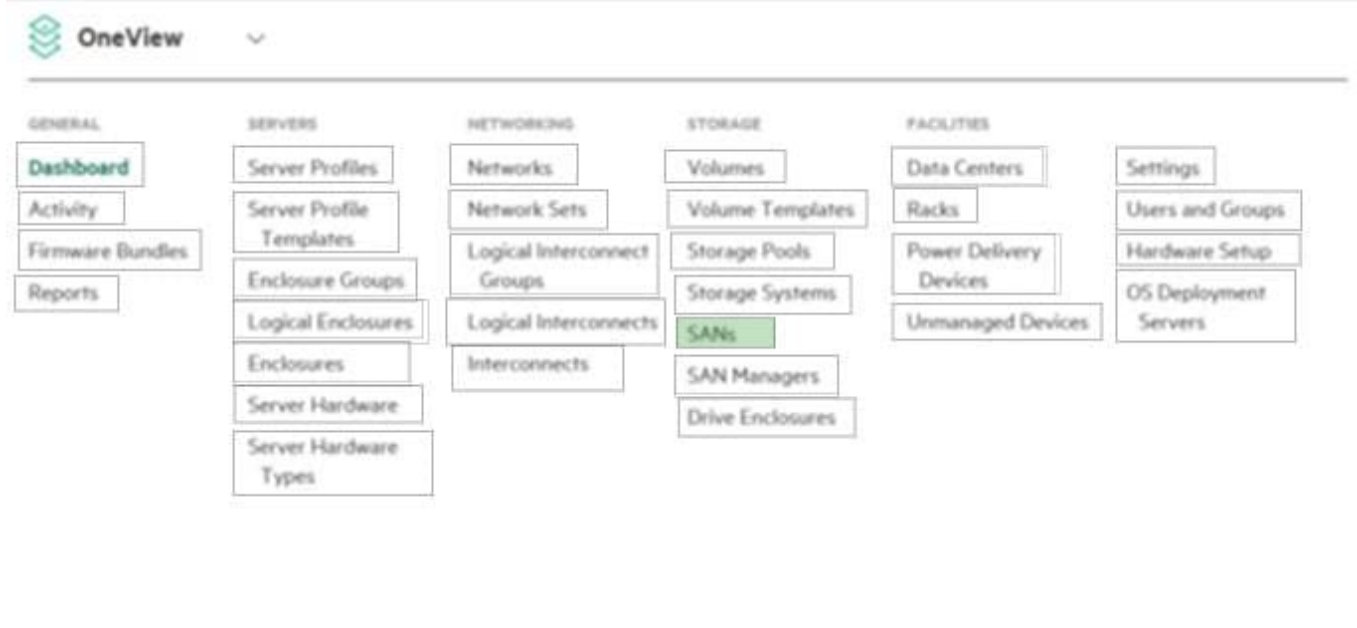 OneView
GENERAL
Dashboard
Activity
Firmware Bundles
Reports
SERVERS
Server Profiles
Server Profile
Templates
Enclosure Groups
Logical Enclosures
Enclosures
Server Hardware
Server Hardware
Types
NETWORKING
Networks
Network Sets
Logical Interconnect
Groups
Logical Interconnects
Interconnects
STORAGE
Volumes
Volume Templates
Storage Pools
Storage Systems
SANs
SAN Managers
Drive Enclosures
FACILITIES
Data Centers
Racks
Power Delivery
Devices
Unmanaged Devices
Settings
Users and Groups
Hardware Setup
OS Deployment
Servers